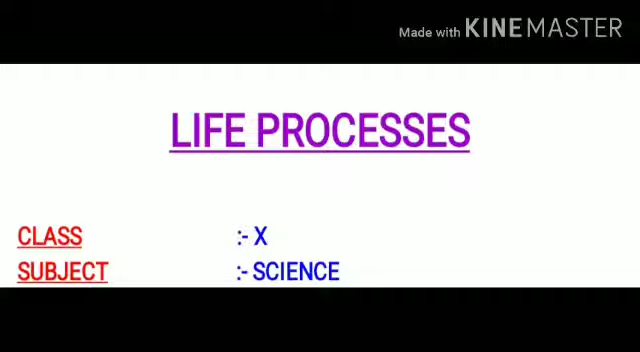 Made with KINEMASTER
LIFE PROCESSES
CLASS :- X
SUBJECT :- SCIENCE